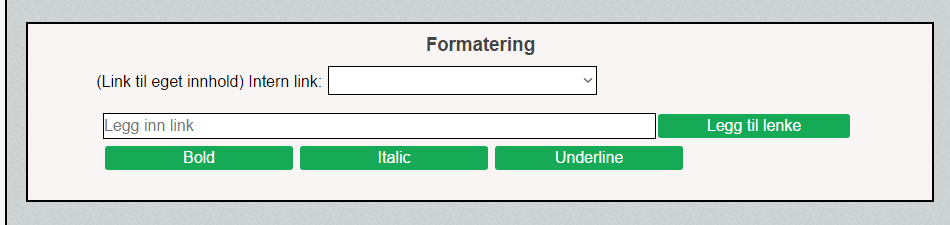 Formatering
(Link til eget innhold) Intern link:
Legg inn link Legg til lenke
Bold Italic Underline